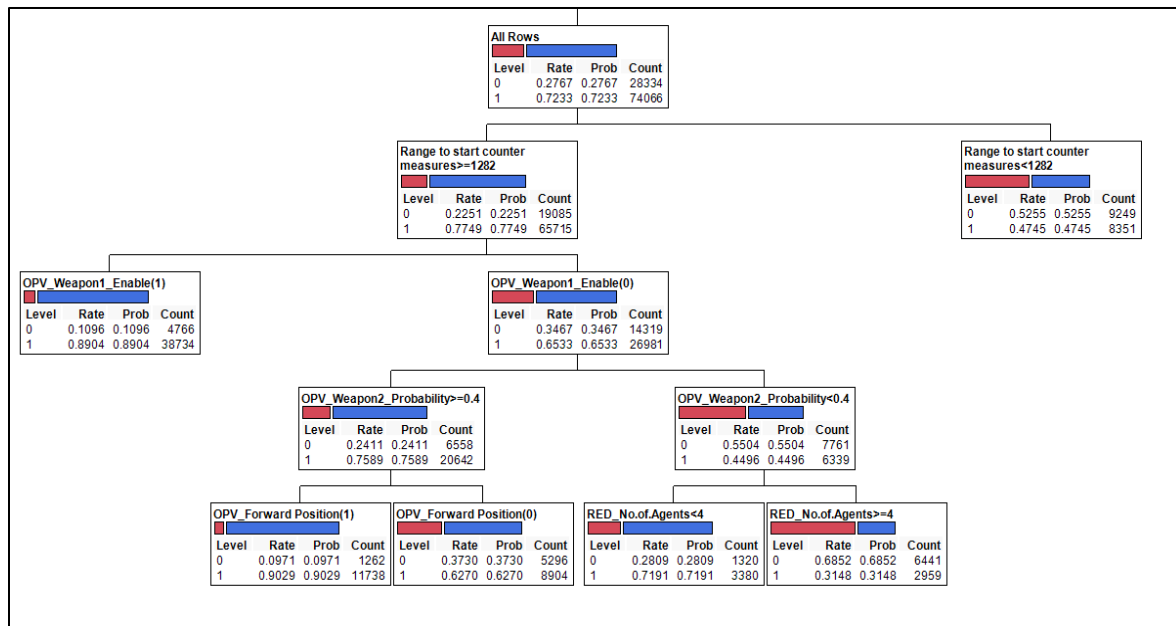 All Rows
Level Rate Prob Count
0 0.2767 0.2767 28334
1 0.7233 0.7233 74066
Range to start counter
measures>=1282
Level Rate Prob Count
0 0.2251 0.2251 19085
1 0.7749 0.7749 65715
Range to start counter
measures<1282
Level Rate Prob Count
0 0.5255 0.5255 9249
1 0.4745 0.4745 8351
OPV_Weapon1_Enable(1)
Level Rate Prob Count
0 0.1096 0.1096 4766
1 0.8904 0.8904 38734
OPV_Weapon1_Enable(0)
Level Rate Prob Count
0 0.3467 0.3467 14319
1 0.6533 0.6533 26981
OPV_Weapon2_Probability>=0.4
Level Rate Prob Count
0 0.2411 0.2411 6558
1 0.7589 0.7589 20642
OPV_Weapon2_Probability<0.4
Level Rate Prob Count
0 0.5504 0.5504 7761
1 0.4496 0.4496 6339
OPV_Forward Position(1)
Level Rate Prob Count
0 0.0971 0.0971 1262
1 0.9029 0.9029 11738
OPV_Forward Position(0)
Level Rate Prob Count
0 0.3730 0.3730 5296
1 0.6270 0.6270 8904
RED_No.of.Agents<4
Level Rate Prob Count
0 0.2809 0.2809 1320
1 0.7191 0.7191 3380
RED_No.of.Agents>=4
Level Rate Prob Count
0 0.6852 0.6852 6441
1 0.3148 0.3148 2959